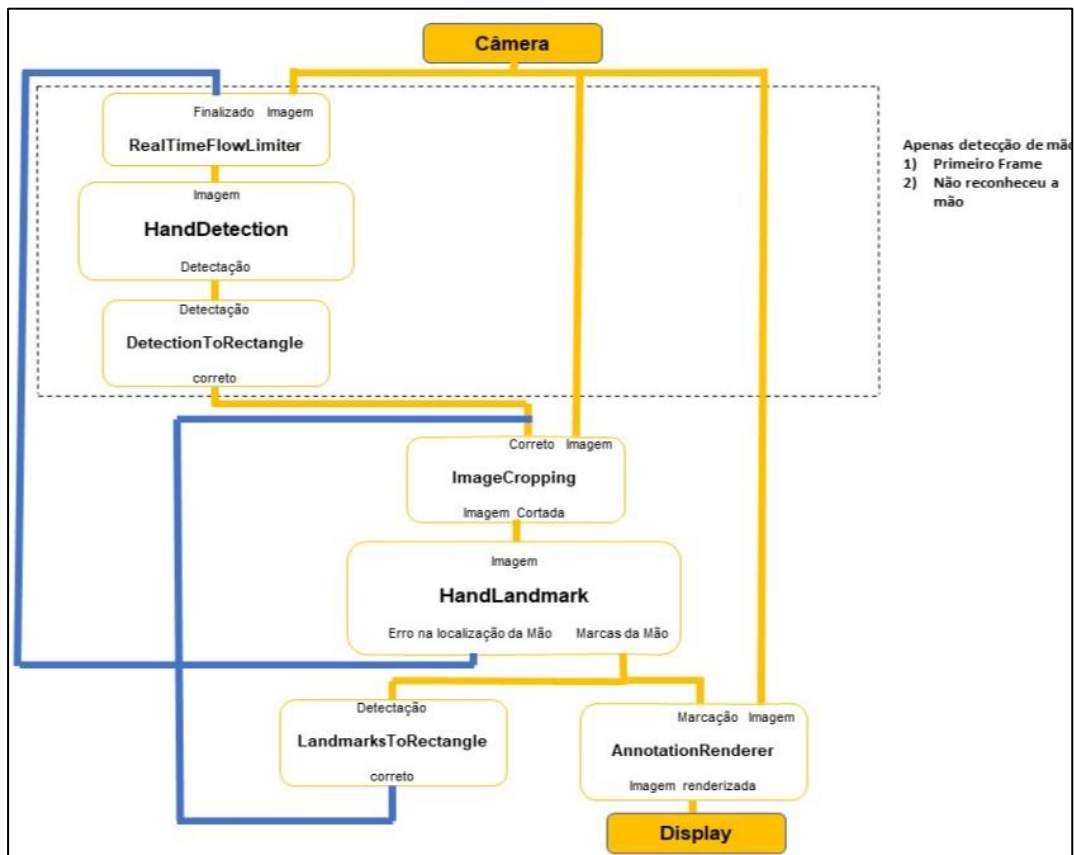 Câmera
Finalizado Imagem
RealTimeFlowLimiter
Imagem
HandDetection
Detectação
Detectação
DetectionToRectangle
correto
Apenas detecção de mão
1) Primeiro Frame
2) Não reconheceu a
mão
Correto Imagem
ImageCropping
Imagem Cortada
Imagem
HandLandmark
Erro na localização da Mão Marcas da Mão
Detectação
LandmarksToRectangle
correto
Marcação Imagem
AnnotationRenderer
Imagem renderizada
Display